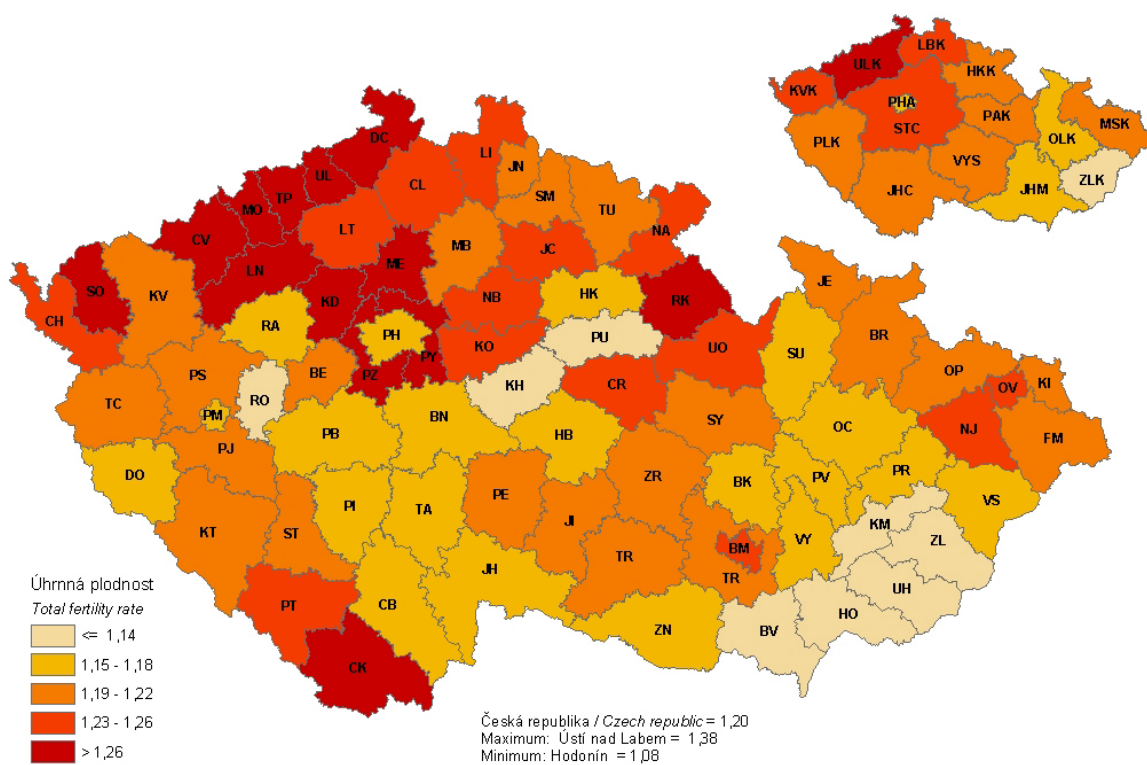 LBK
ULK
HKK
KVK
PHA
PAK
MSK
STC
OLK
PLK
VYS
ZLK
JHC
JHM
DC
LI
UL
JN
CL
TP
MO
SM
TU
LT
NA
CV
MB
JC
ME
LN
SO
KV
KD
NB
HK
RK
JE
CH
RA
PH
BR
PU
UO
SU
KO
PY
PS
BE
PZ
OP
KI
KH
CR
OV
TC
RO
PM
BN
SY
OC
NJ
FM
PB
HB
PJ
DO
PR
ZR
BK
PV
VS
PE
PI
TA
KT
ST
JI
KM
ZL
VY
BM
TR
TR
JH
UH
PT
CB
HO
ZN
BV
CK
Úhrnná plodnost
Total fertility rate
<= 1,14
1,15 - 1,18
1,19 - 1,22
1,23 - 1,26
> 1,26
Česká republika / Czech republic = 1,20
Maximum: Ústí nad Labem = 1,38
Minimum: Hodonín = 1,08